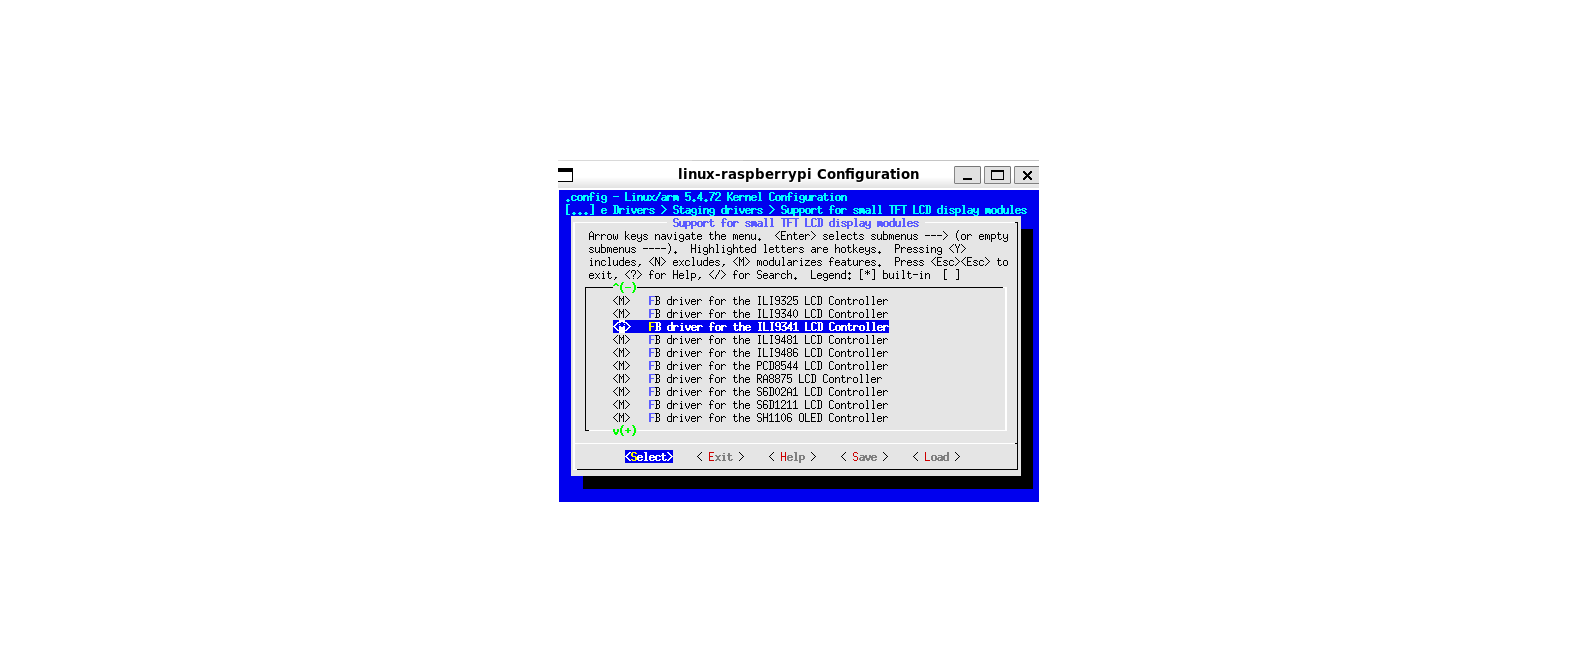 linux-raspberrypi Configuration
.config - Linux/arm 5.4.72 Kernel Configuration
[...] e Drivers > Staging drivers > Support for small TFT LCD display modules
Support for small TFT LCD display modules
Arrow keys navigate the menu.  <Enter> selects submenus ---> (or empty
submenus ----).  Highlighted letters are hotkeys.  Pressing <Y>
includes, <N> excludes, <M> modularizes features.  Press <Esc><Esc> to
exit, <?> for Help, </> for Search.  Legend: [*] built-in  [ ]
^(-)
<M>   FB driver for the ILI9325 LCD Controller
<M>   FB driver for the ILI9340 LCD Controller
<M>   FB driver for the ILI9341 LCD Controller
<M>   FB driver for the ILI9481 LCD Controller
<M>   FB driver for the ILI9486 LCD Controller
<M>   FB driver for the PCD8544 LCD Controller
<M>   FB driver for the RA8875 LCD Controller
<M>   FB driver for the S6D02A1 LCD Controller
<M>   FB driver for the S6D1211 LCD Controller
<M>   FB driver for the SH1106 OLED Controller
v(+)
<Select>    < Exit >    < Help >    < Save >    < Load >